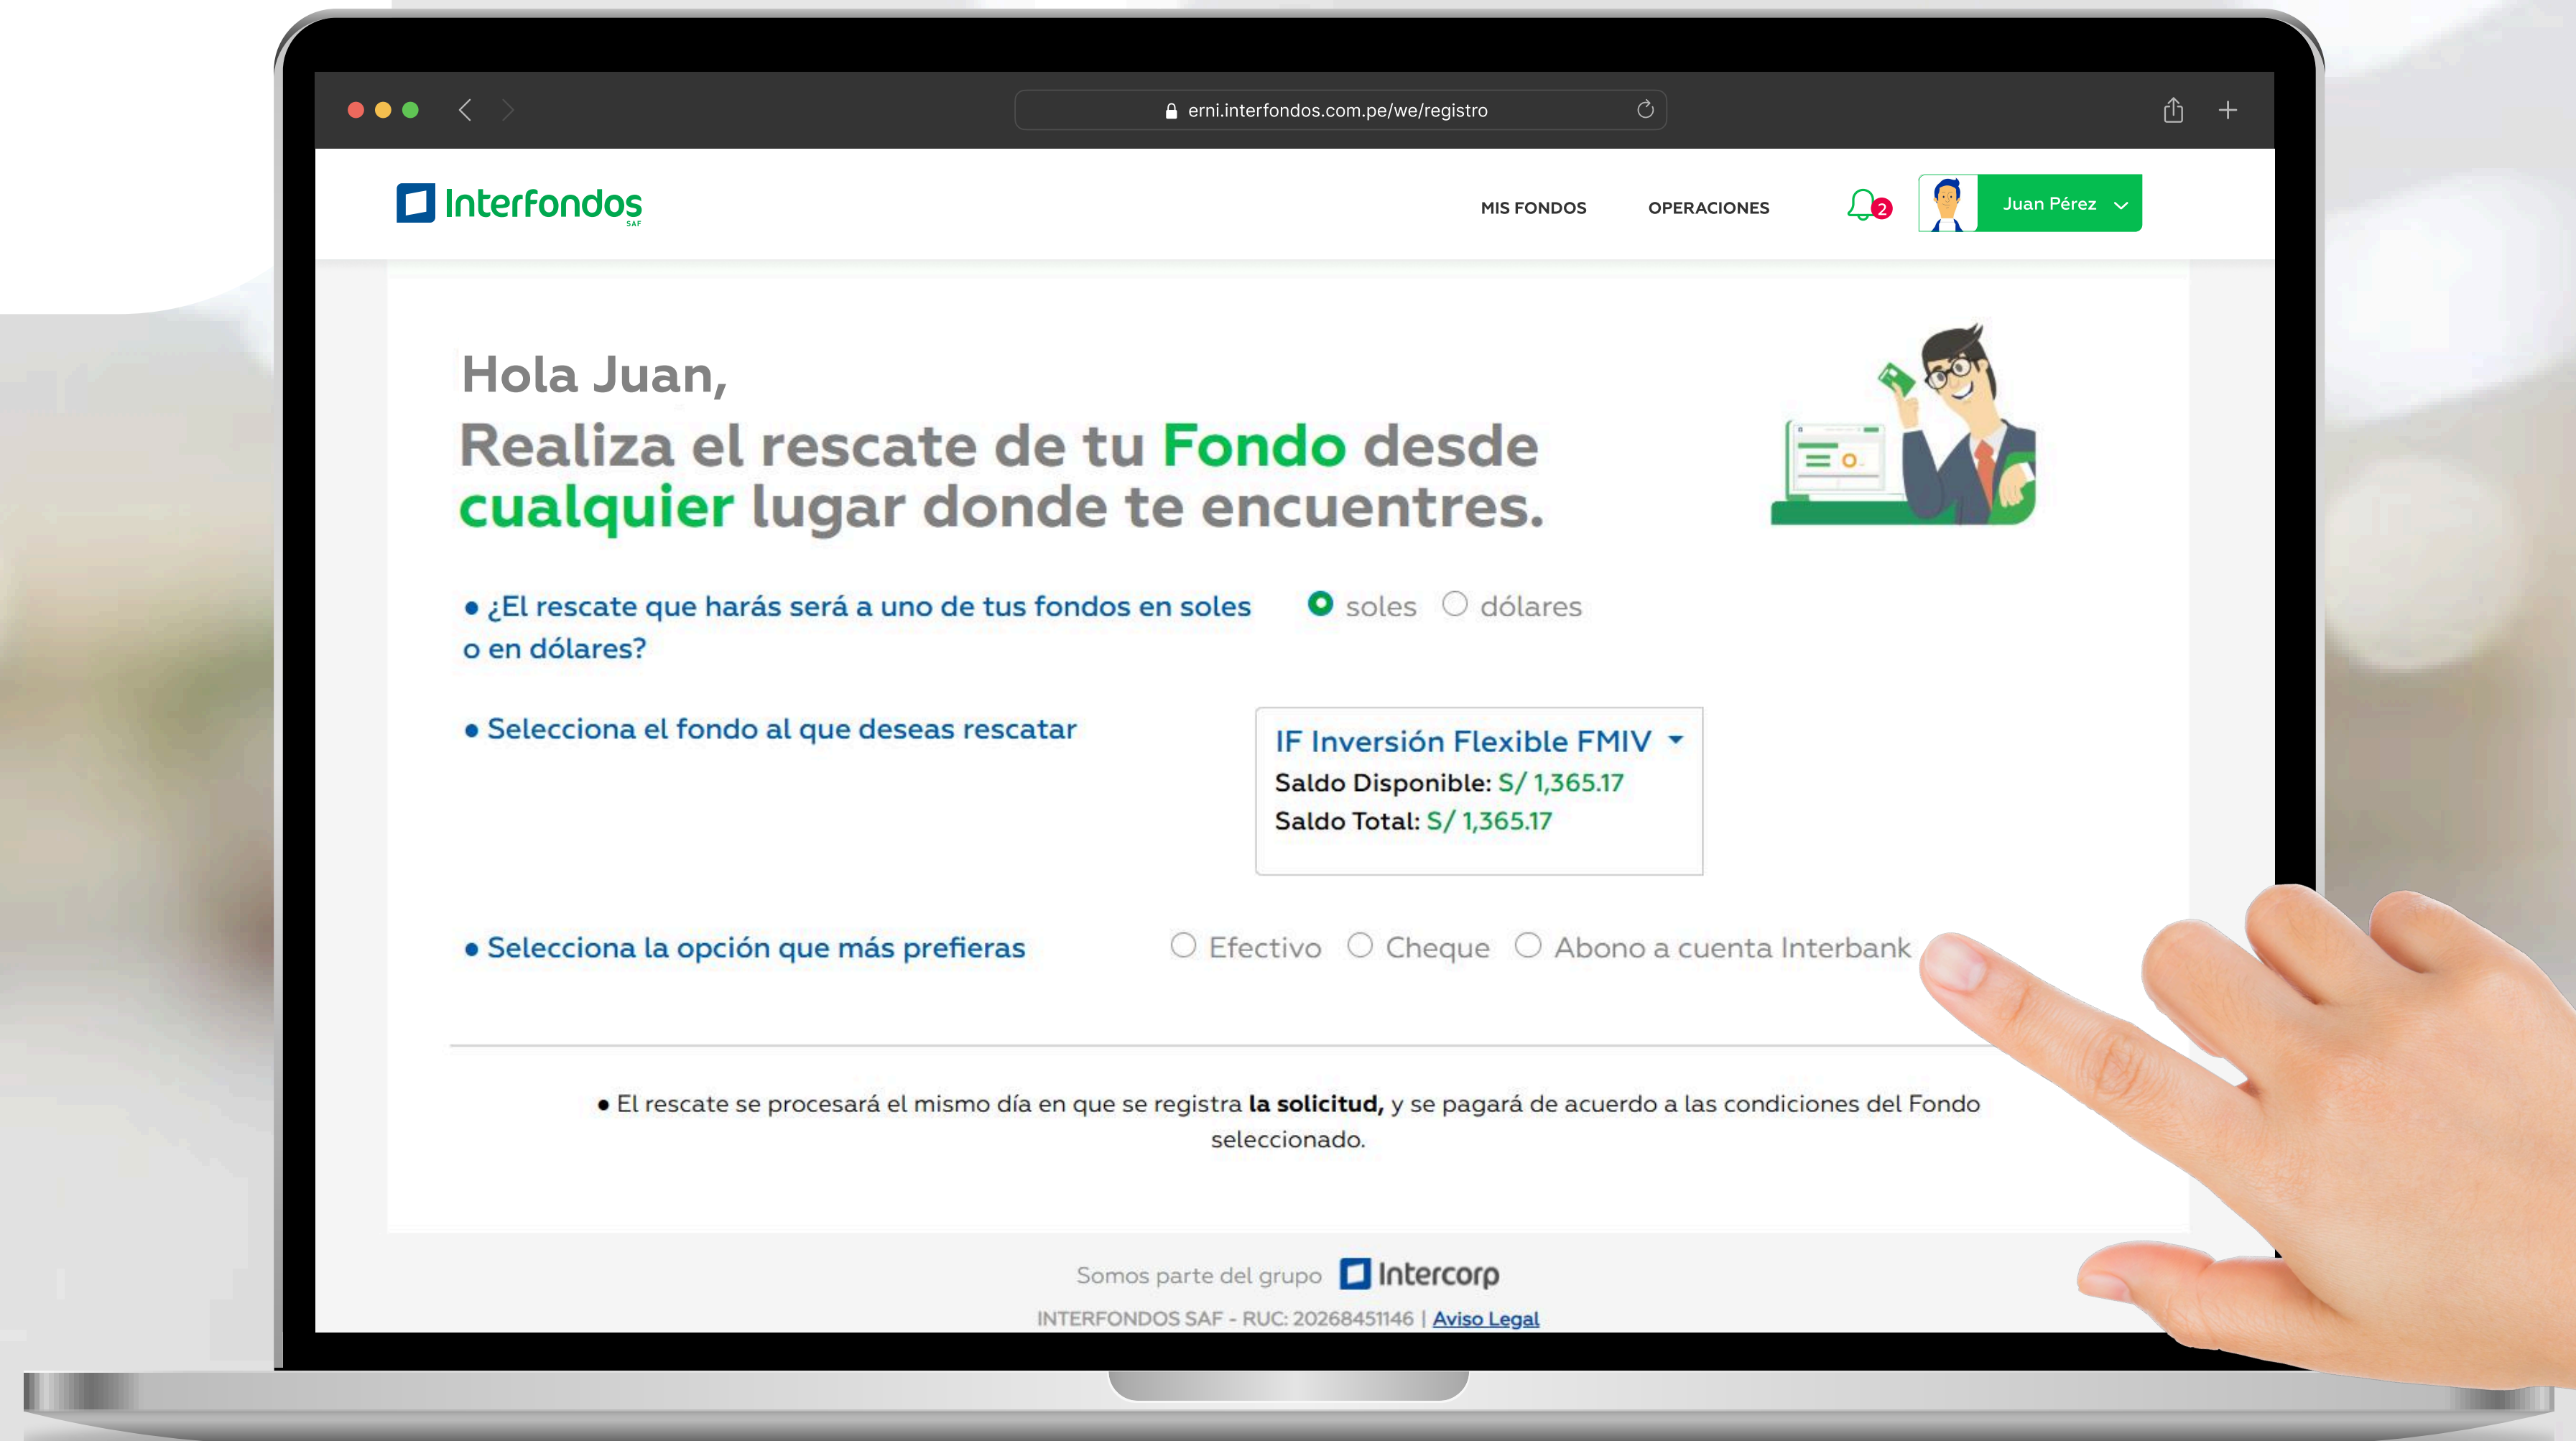 erni.interfondos.com.pe/we/registro
Interfondos
SAF
MIS FONDOS
OPERACIONES
2
Juan Pérez
Hola Juan,
Realiza el rescate de tu Fondo desde
cualquier lugar donde te encuentres.
• ¿El rescate que harás será a uno de tus fondos en soles
o en dólares?
soles
dólares
• Selecciona el fondo al que deseas rescatar
IF Inversión Flexible FMIV
Saldo Disponible: S/ 1,365.17
Saldo Total: S/ 1,365.17
• Selecciona la opción que más prefieras
Efectivo
Cheque
Abono a cuenta Interbank
• El rescate se procesará el mismo día en que se registra la solicitud, y se pagará de acuerdo a las condiciones del Fondo
seleccionado.
Somos parte del grupo Intercorp
INTERFONDOS SAF - RUC: 20268451146 | Aviso Legal